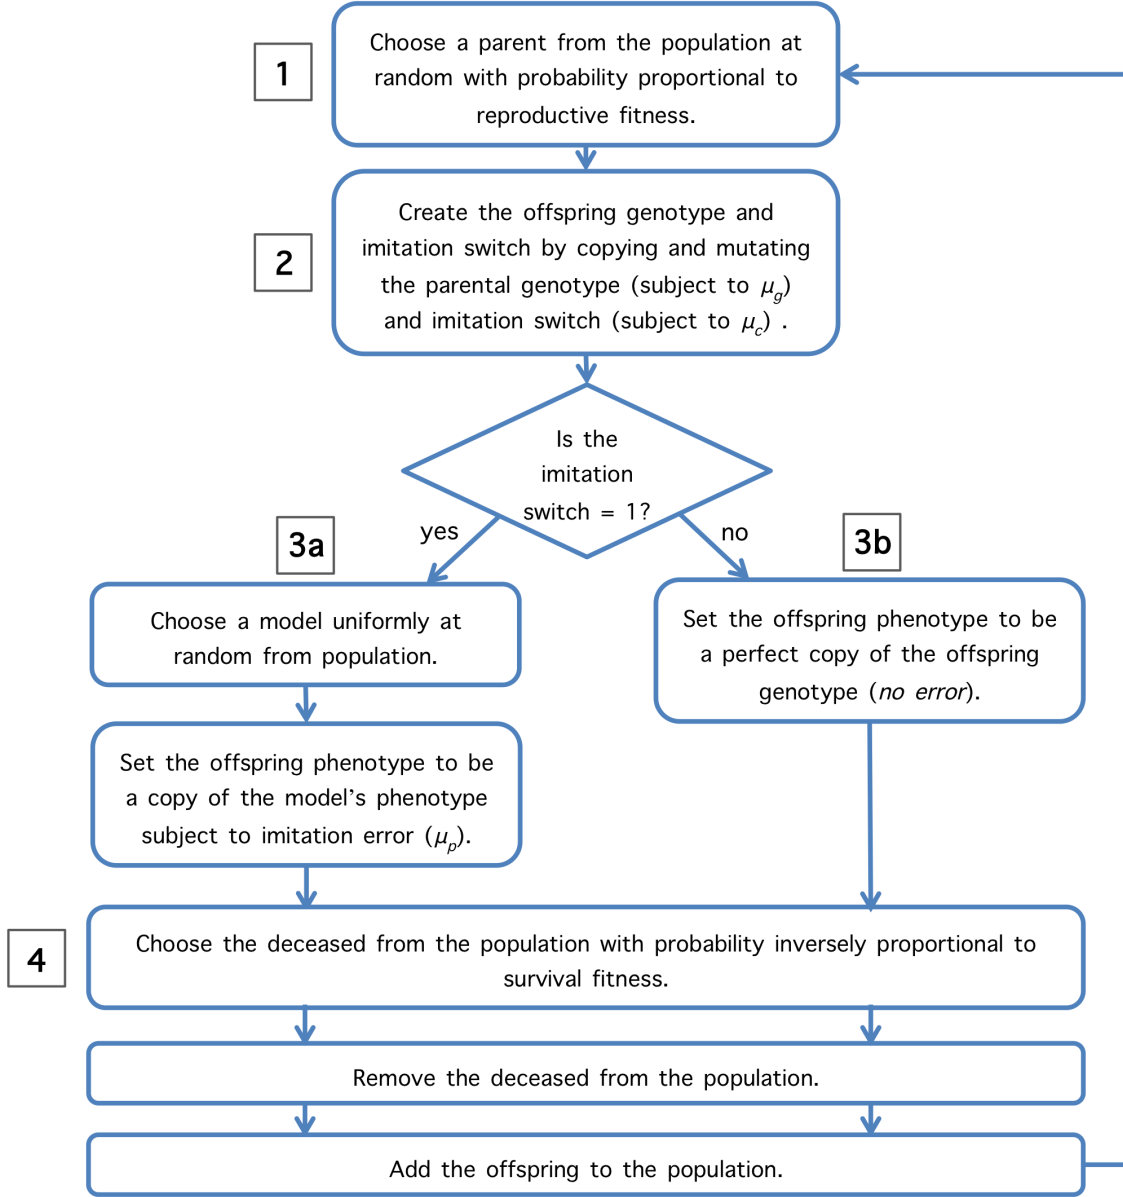 1
Choose a parent from the population at
random with probability proportional to
reproductive fitness.
2
Create the offspring genotype and
imitation switch by copying and mutating
the parental genotype (subject to μg)
and imitation switch (subject to μc) .
Is the
imitation
switch = 1?
yes
no
3a
3b
Choose a model uniformly at
random from population.
Set the offspring phenotype to be
a perfect copy of the offspring
genotype (no error).
Set the offspring phenotype to be
a copy of the model’s phenotype
subject to imitation error (μp).
4
Choose the deceased from the population with probability inversely proportional to
survival fitness.
Remove the deceased from the population.
Add the offspring to the population.